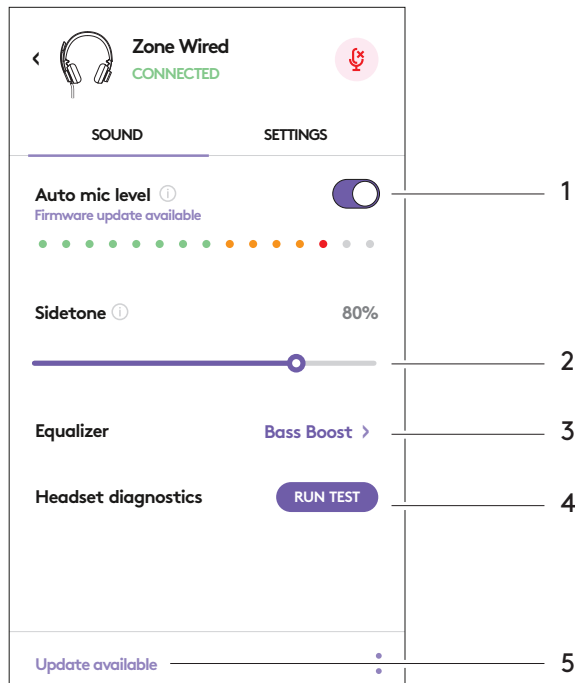 Zone Wired
CONNECTED
SOUND SETTINGS
Auto mic level 1
Firmware update available
Sidetone 80%
2
Equalizer Bass Boost > 3
Headset diagnostics RUN TEST 4
Update available 5